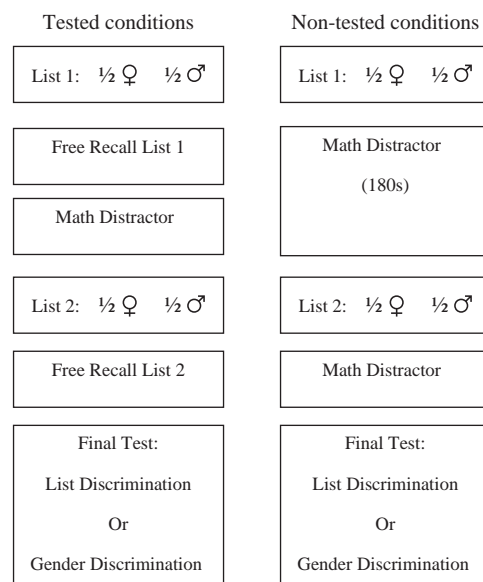 Tested conditions
List 1: ½ ♀ ½ ♂
Free Recall List 1
Math Distractor
List 2: ½ ♀ ½ ♂
Free Recall List 2
Final Test:
List Discrimination
Or
Gender Discrimination
Non-tested conditions
List 1: ½ ♀ ½ ♂
Math Distractor
(180s)
List 2: ½ ♀ ½ ♂
Math Distractor
Final Test:
List Discrimination
Or
Gender Discrimination